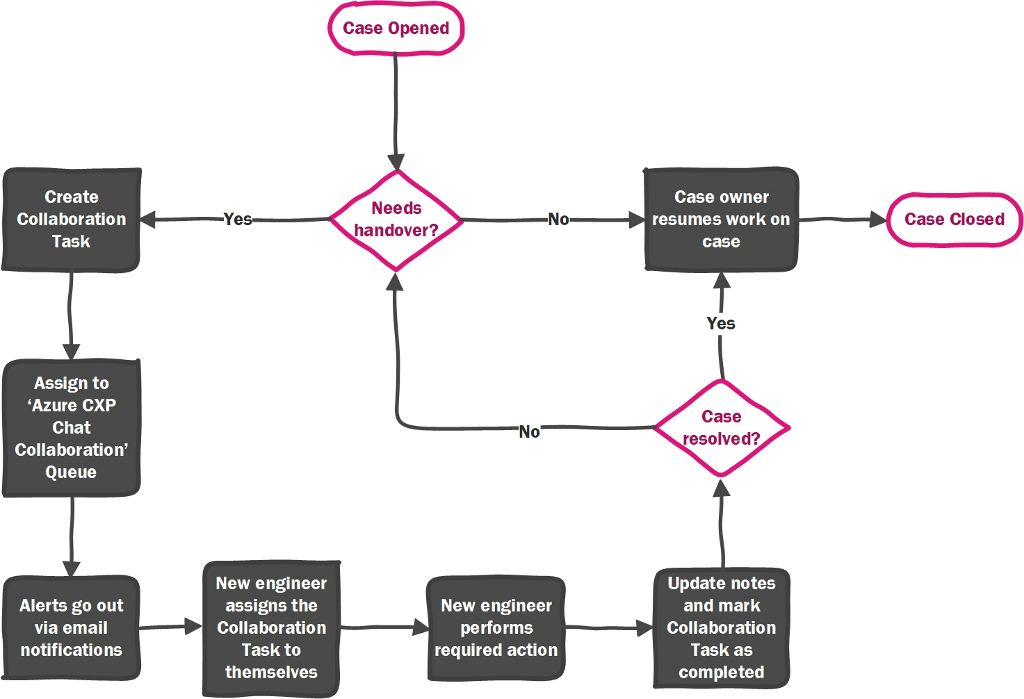 Case Opened
Create
Collaboration
Task
Yes
Needs
handover?
No
Case owner
resumes work on
case
Case Closed
Yes
Assign to
‘Azure CXP
Chat
Collaboration’
Queue
No
Case
resolved?
Alerts go out
via email
notifications
New engineer
assigns the
Collaboration
Task to
themselves
New engineer
performs
required action
Update notes
and mark
Collaboration
Task as
completed